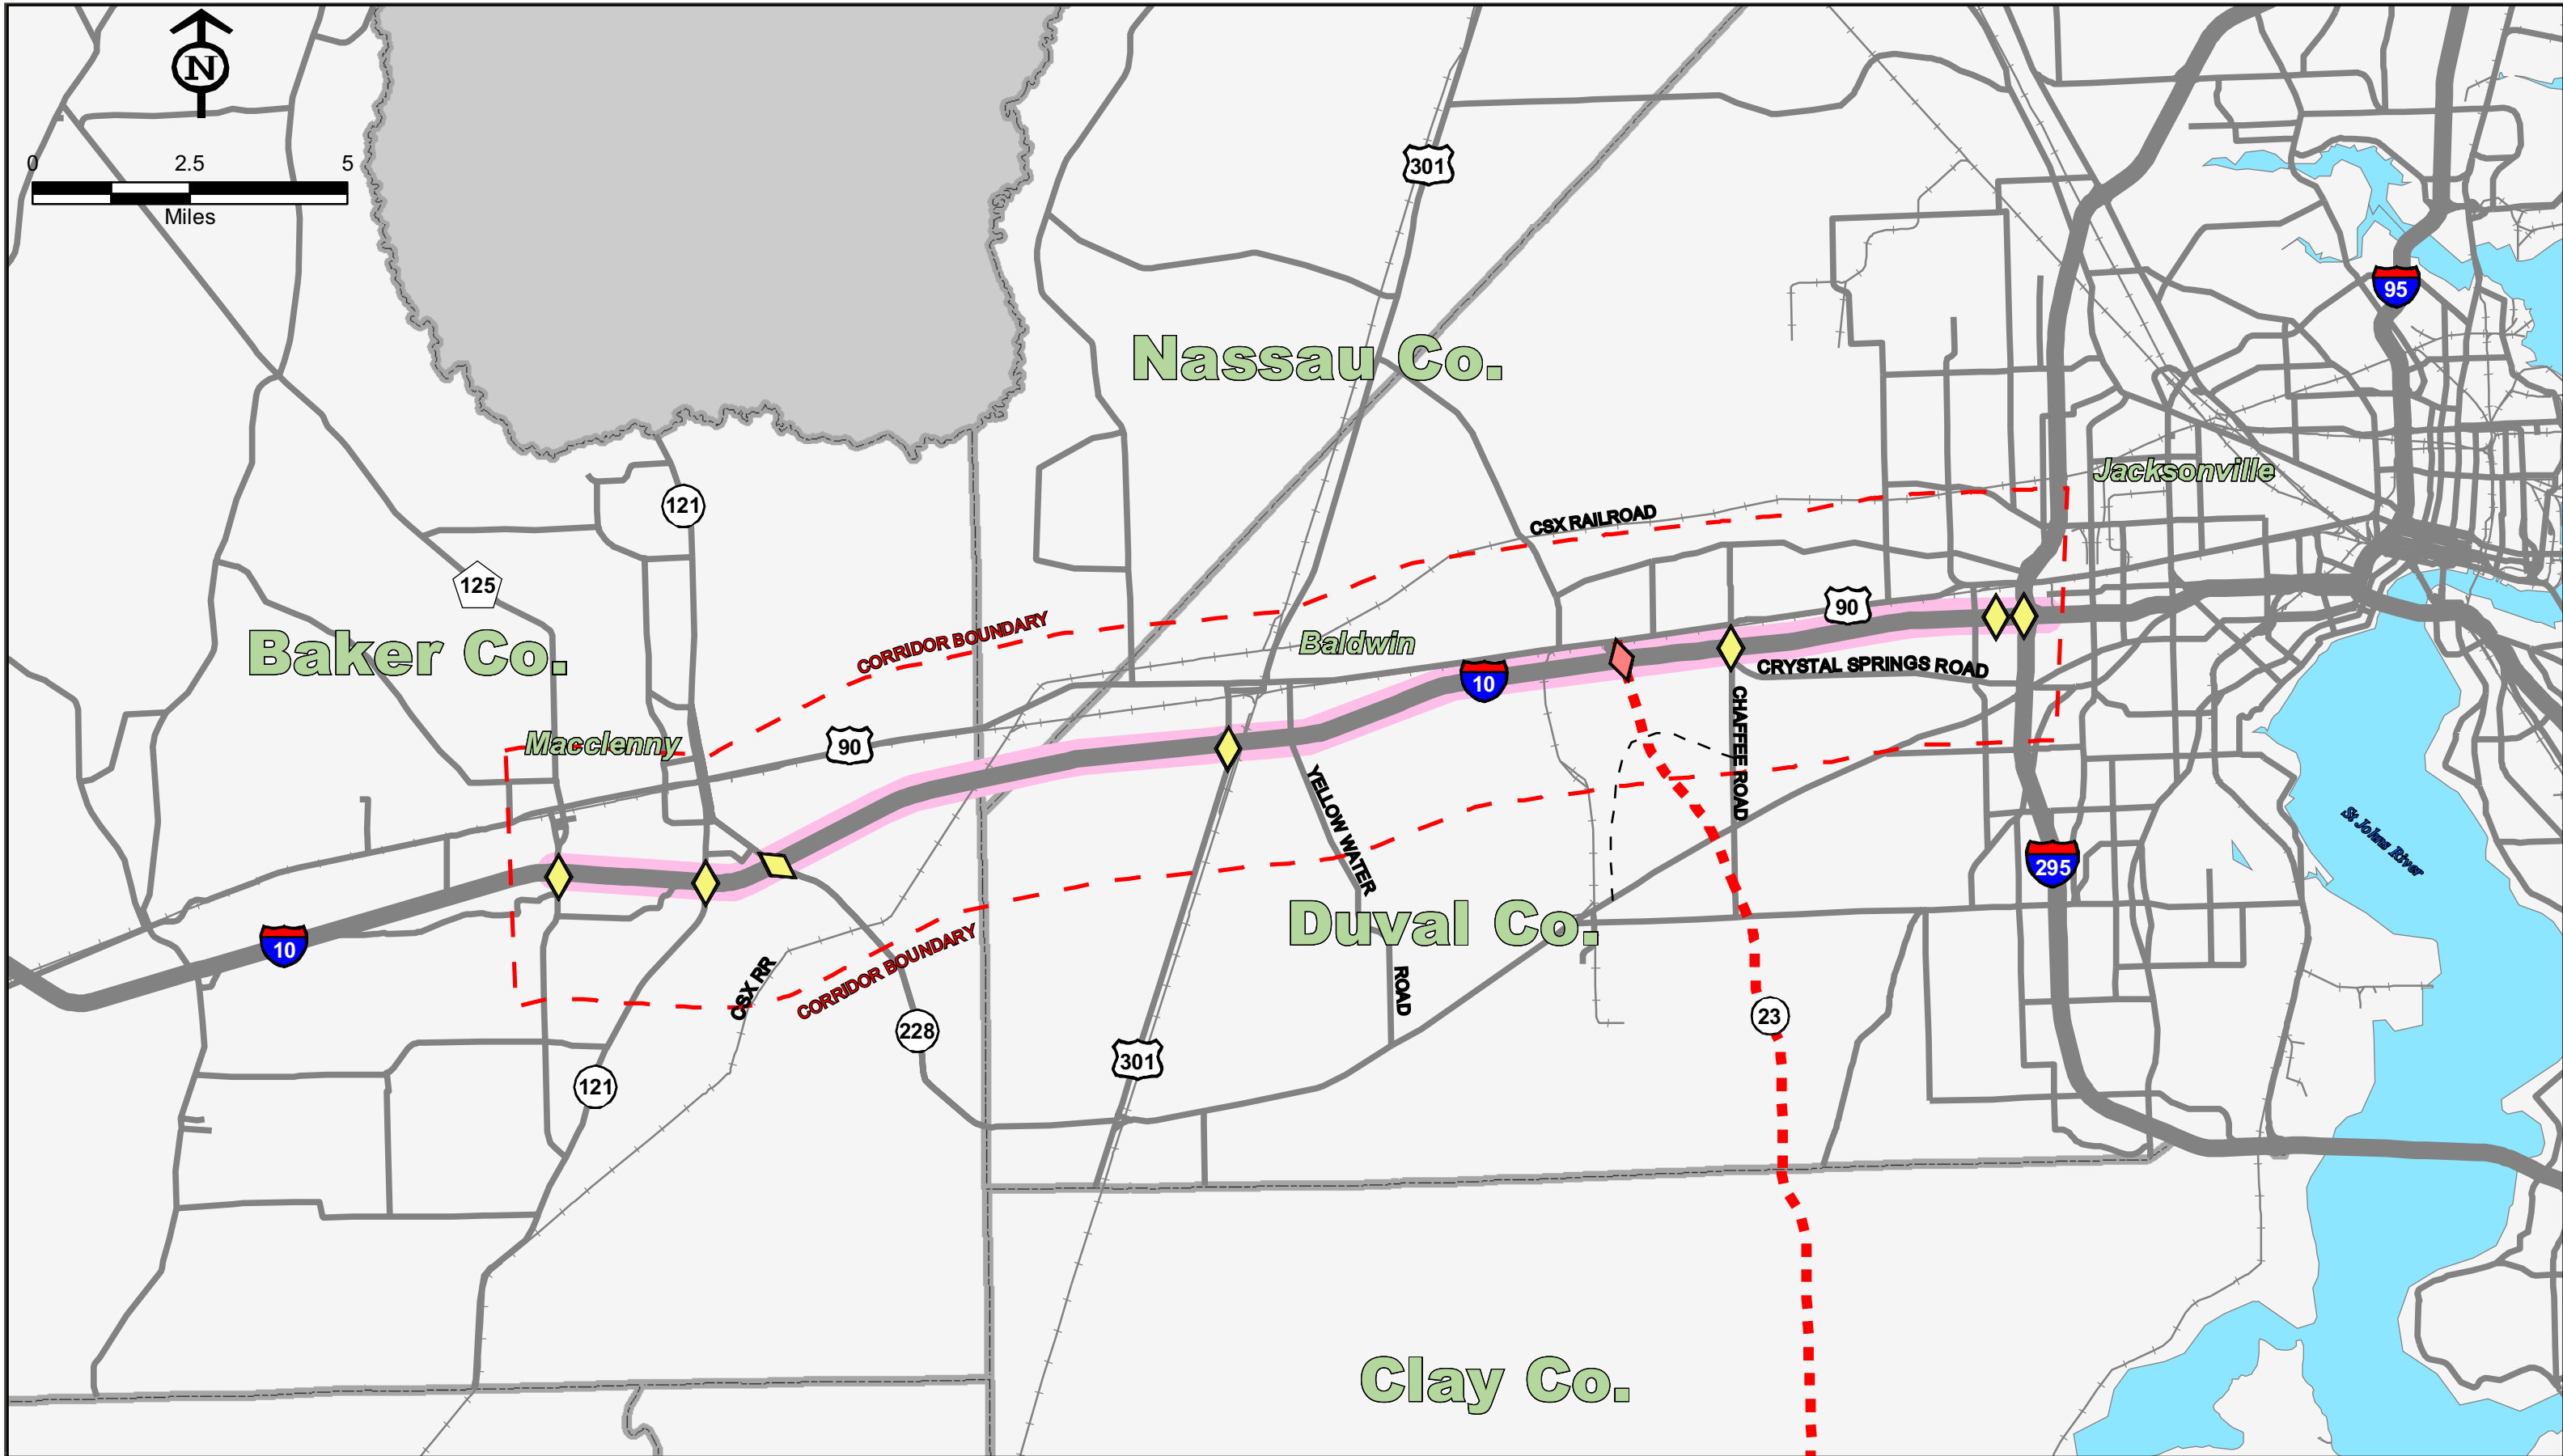 N
0 2.5 5
Miles
301
95
Nassau Co.
Jacksonville
121
CSX RAILROAD
125
90
CORRIDOR BOUNDARY
Baldwin
Baker Co.
10
CRYSTAL SPRINGS ROAD
Macclenny
90
CHAFFEE ROAD
YELLOW WATER
St Johns River
295
Duval Co.
10
CORRIDOR BOUNDARY
CSX RR
ROAD
228
23
301
121
Clay Co.